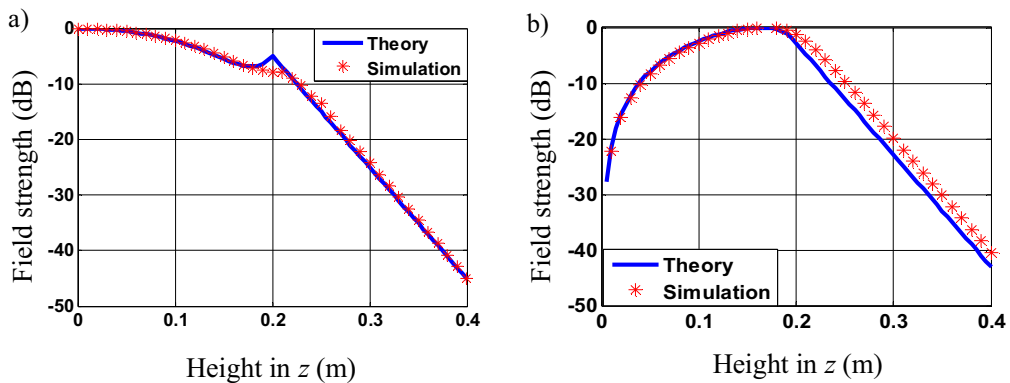 a)
0
-10
-20
-30
-40
-50
Field strength (dB)
Theory
Simulation
0
0.1
0.2
0.3
0.4
Height in z (m)
b)
0
-10
-20
-30
-40
-50
Field strength (dB)
Theory
Simulation
0
0.1
0.2
0.3
0.4
Height in z (m)